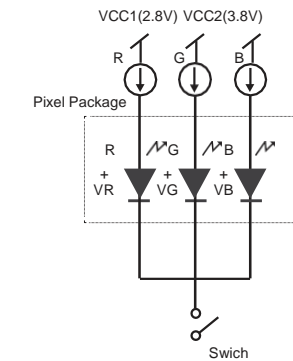 VCC1(2.8V) VCC2(3.8V)
R G B
Pixel Package
R G B
+ + +
VR VG VB
Swich